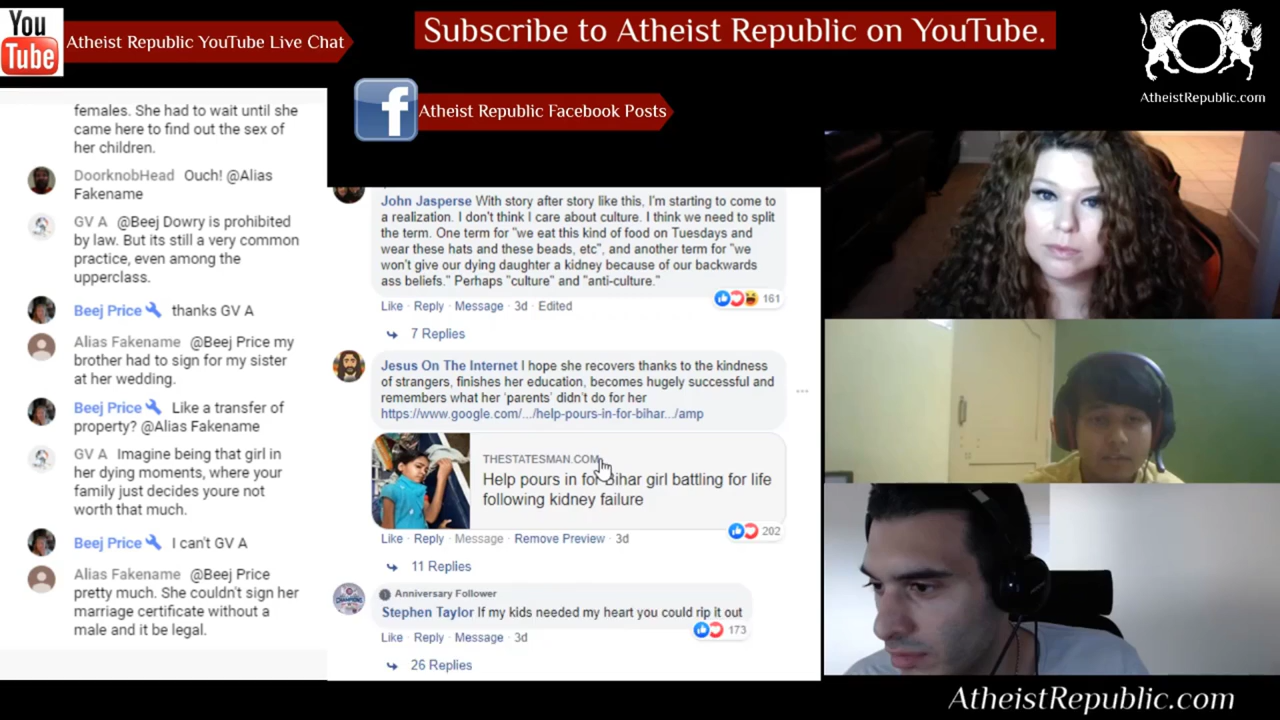 You
Tube
Atheist Republic YouTube Live Chat
Subscribe to Atheist Republic on YouTube.
AtheistRepublic.com
Atheist Republic Facebook Posts
females. She had to wait until she
came here to find out the sex of
her children.
DoorknobHead Ouch! @Alias
Fakename
GV A @Beej Dowry is prohibited
by law. But its still a very common
practice, even among the
upperclass.
Beej Price thanks GV A
Alias Fakename @Beej Price my
brother had to sign for my sister
at her wedding.
Beej Price Like a transfer of
property? @Alias Fakename
GV A Imagine being that girl in
her dying moments, where your
family just decides youre not
worth that much.
Beej Price I can't GV A
Alias Fakename @Beej Price
pretty much. She couldn't sign her
marriage certificate without a
male and it be legal.
John Jasperse With story after story like this, I'm starting to come to
a realization. I don't think I care about culture. I think we need to split
the term. One term for "we eat this kind of food on Tuesdays and
wear these hats and these beads, etc", and another term for "we
won't give our dying daughter a kidney because of our backwards
ass beliefs." Perhaps "culture" and "anti-culture."
161
Like · Reply · Message · 3d · Edited
7 Replies
Jesus On The Internet I hope she recovers thanks to the kindness
of strangers, finishes her education, becomes hugely successful and
remembers what her 'parents' didn't do for her
https://www.google.com/.../help-pours-in-for-bihar.../amp
THESTATESMAN.COM
Help pours in for Bihar girl battling for life
following kidney failure
202
Like · Reply · Message · Remove Preview · 3d
11 Replies
Anniversary Follower
Stephen Taylor If my kids needed my heart you could rip it out
173
Like · Reply · Message · 3d
26 Replies
AtheistRepublic.com